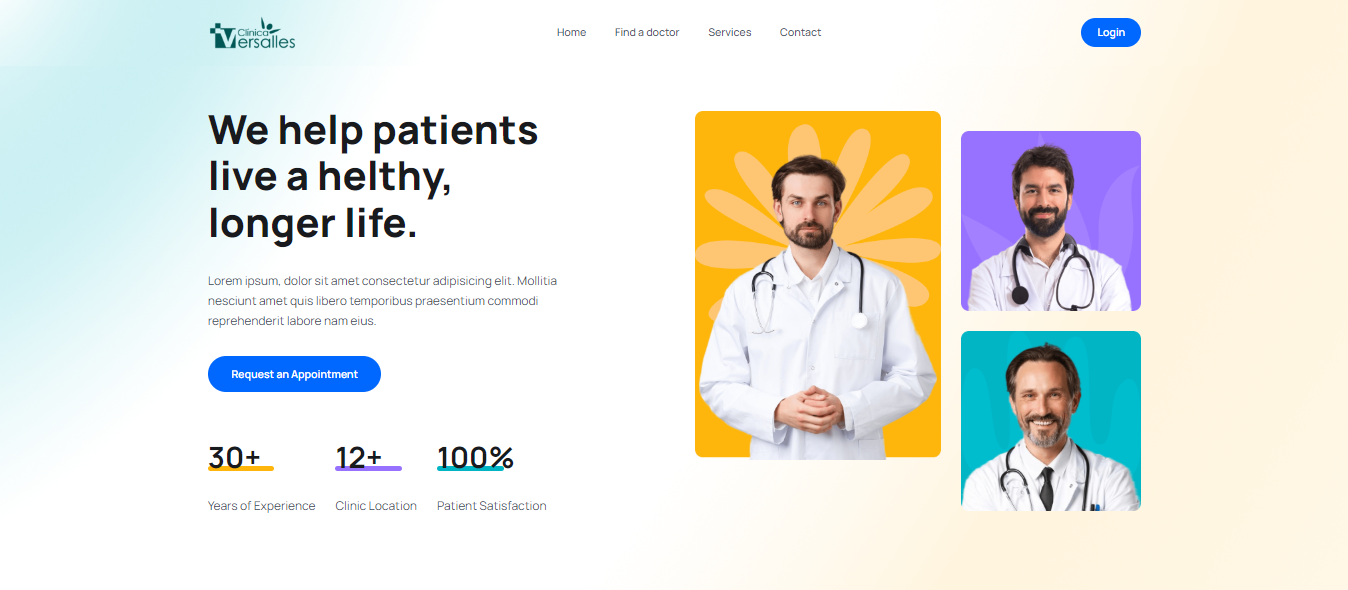 Clínica
Versalles
Home
Find a doctor
Services
Contact
Login
We help patients
live a helthy,
longer life.
Lorem ipsum, dolor sit amet consectetur adipisicing elit. Mollitia
nesciunt amet quis libero temporibus praesentium commodi
reprehenderit labore nam eius.
Request an Appointment
30+
12+
100%
Years of Experience
Clinic Location
Patient Satisfaction